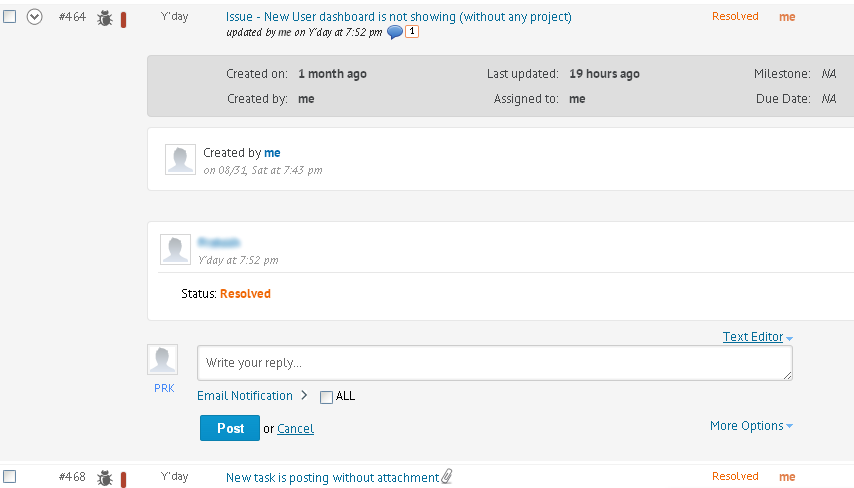 #464 Y'day Issue - New User dashboard is not showing (without any project) Resolved me
updated by me on Y'day at 7:52 pm 1
Created on: 1 month ago Last updated: 19 hours ago Milestone: NA
Created by: me Assigned to: me Due Date: NA
Created by me
on 08/31, Sat at 7:43 pm
Y'day at 7:52 pm
Status: Resolved
Text Editor
Write your reply...
PRK
Email Notification > ALL
Post or Cancel
More Options
#468 Y'day New task is posting without attachment Resolved me